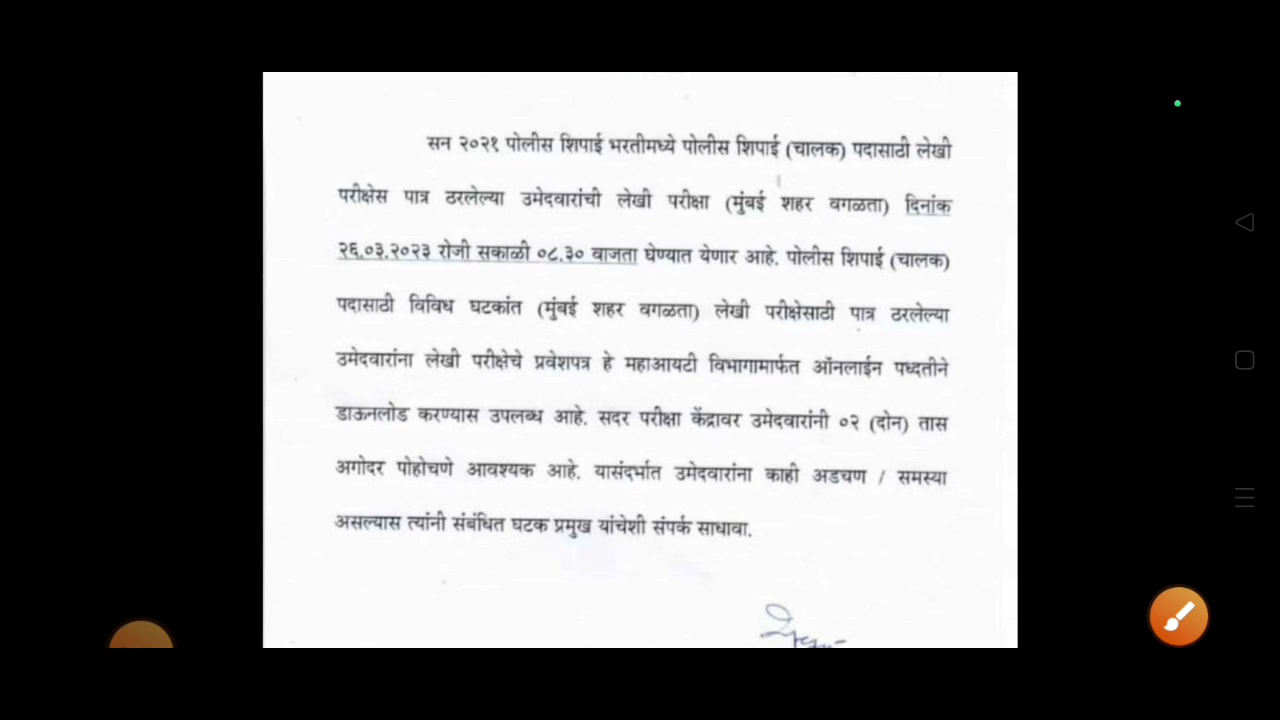 सन २०२१ पोलीस शिपाई भरतीमध्ये पोलीस शिपाई (चालक) पदासाठी लेखी
परीक्षेस पात्र ठरलेल्या उमेदवारांची लेखी परीक्षा (मुंबई शहर वगळता) दिनांक
२६.०३.२०२३ रोजी सकाळी ०८.३० वाजता घेण्यात येणार आहे. पोलीस शिपाई (चालक)
पदासाठी विविध घटकांत (मुंबई शहर वगळता) लेखी परीक्षेसाठी पात्र ठरलेल्या
उमेदवारांना लेखी परीक्षेचे प्रवेशपत्र हे महाआयटी विभागामार्फत ऑनलाईन पध्दतीने
डाऊनलोड करण्यास उपलब्ध आहे. सदर परीक्षा केंद्रावर उमेदवारांनी ०२ (दोन) तास
अगोदर पोहोचणे आवश्यक आहे. यासंदर्भात उमेदवारांना काही अडचण / समस्या
असल्यास त्यांनी संबंधित घटक प्रमुख यांचेशी संपर्क साधावा.